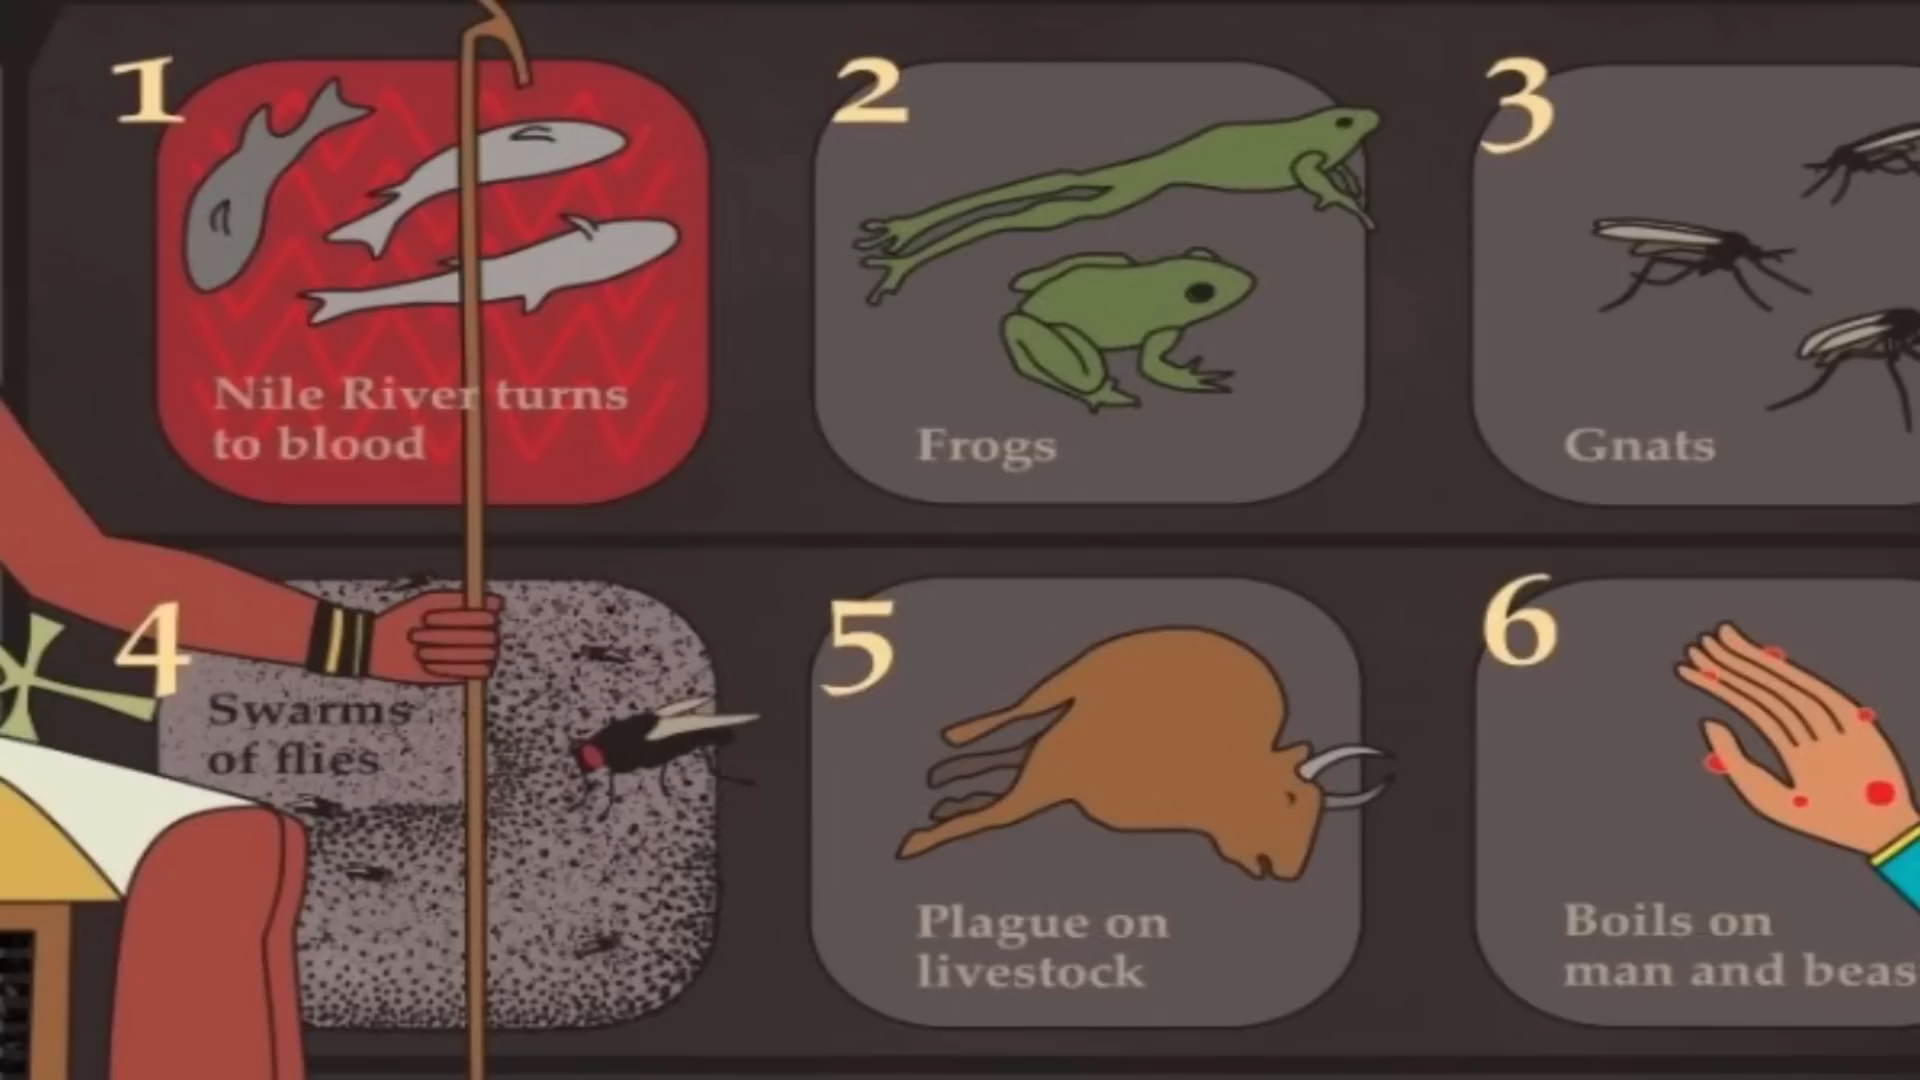 1
Nile River turns
to blood
2
Frogs
3
Gnats
4
Swarms
of flies
5
Plague on
livestock
6
Boils on
man and beas